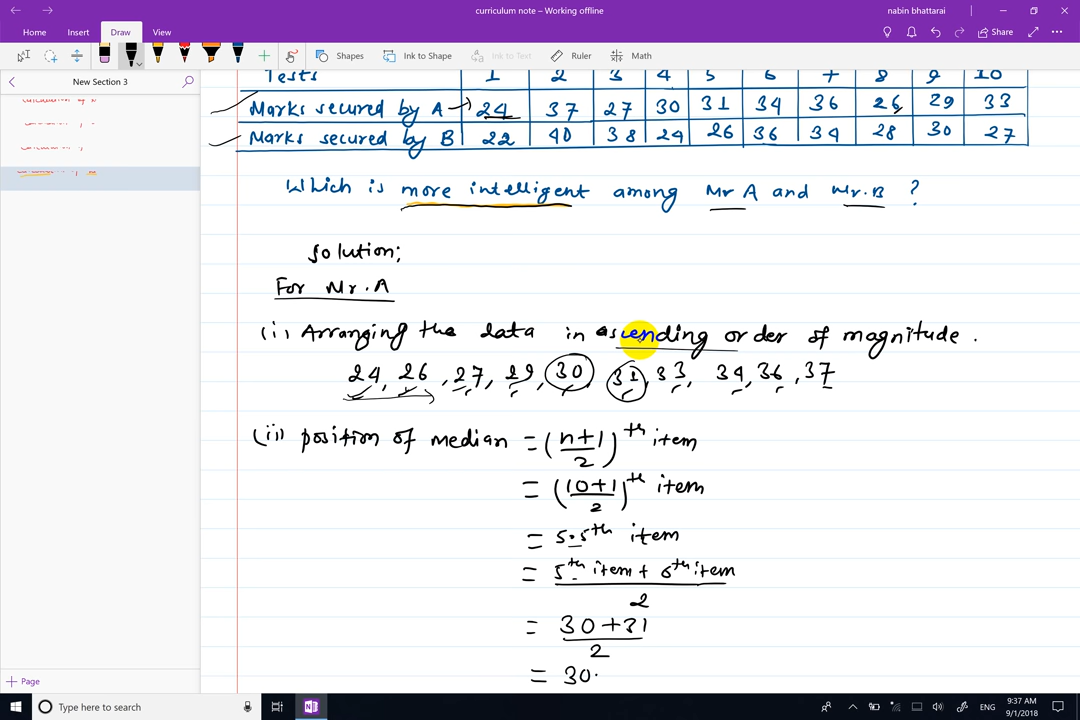 curriculum note – Working offline
nabin bhattarai
Home Insert Draw View
Share
Shapes Ink to Shape Ink to Text Ruler Math
New Section 3
Tests 1 2 3 4 5 6 7 8 9 10
Marks secured by A → 24 37 27 30 31 34 36 26 29 33
Marks secured by B 22 40 38 24 26 36 34 28 30 27
Which is more intelligent among Mr A and Mr. B ?
Solution;
For Mr. A
(i) Arranging the data in ascending order of magnitude.
24, 26, 27, 29, 30, 31, 33, 34, 36, 37
(ii) position of median = (n+1/2)th item
= (10+1/2)th item
= 5.5th item
= 5th item + 6th item / 2
= 30+31 / 2
= 30.
+ Page
Type here to search
ENG
9:37 AM
9/1/2018